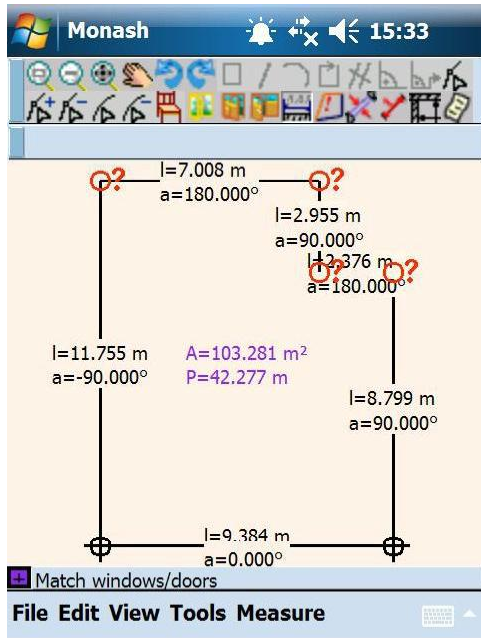 Monash
15:33
l=7.008 m
a=180.000°
l=2.955 m
a=90.000°
l=2.376 m
a=180.000°
l=11.755 m
a=-90.000°
A=103.281 m²
P=42.277 m
l=8.799 m
a=90.000°
l=9.384 m
a=0.000°
Match windows/doors
File Edit View Tools Measure